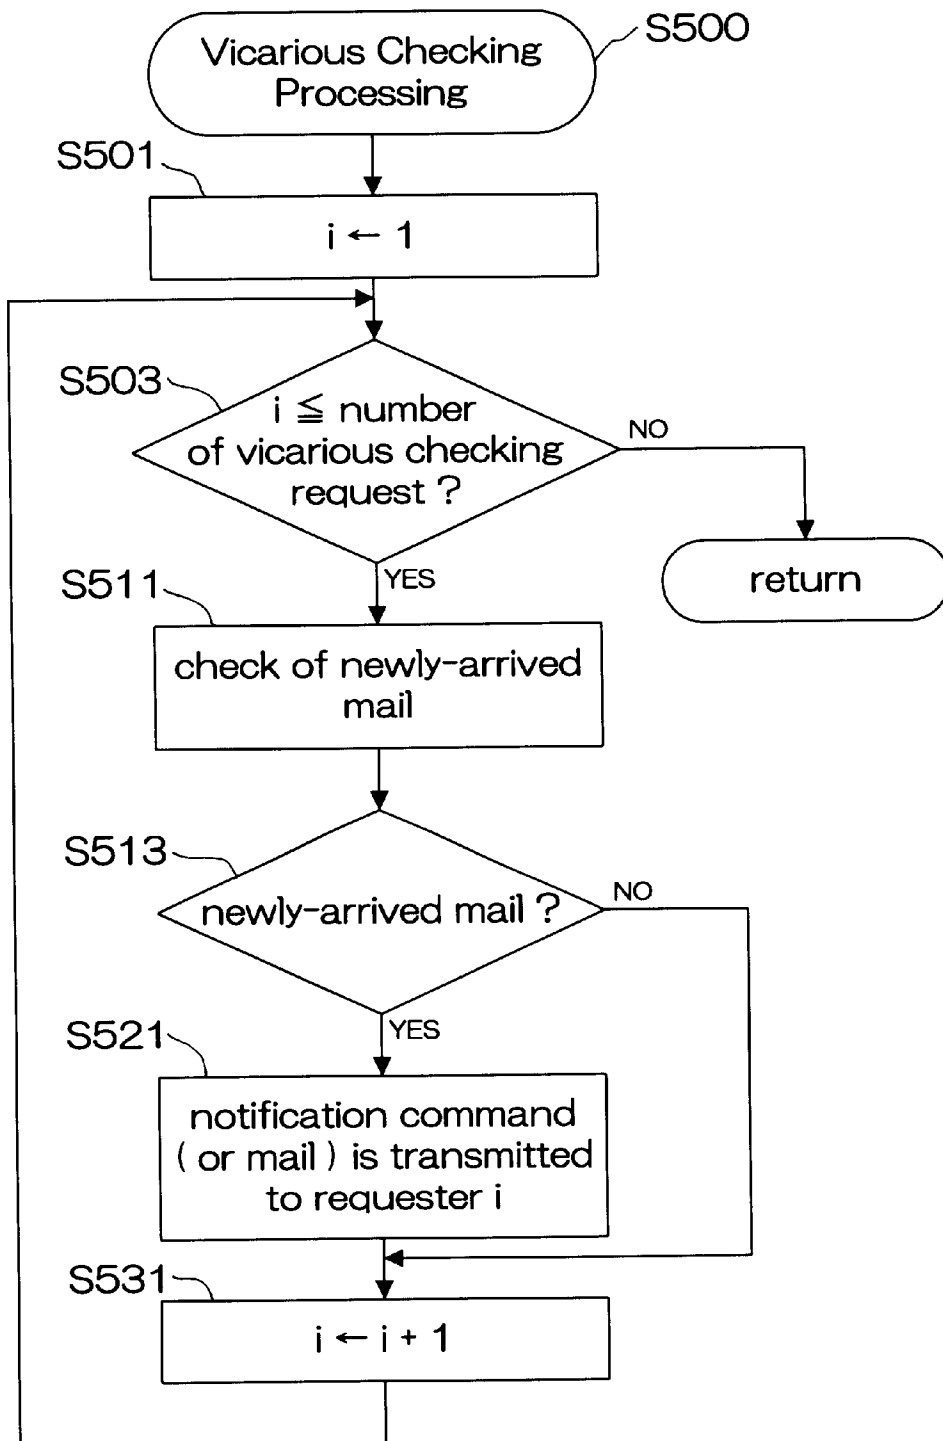 Vicarious Checking
Processing
S500
S501
i ← 1
S503
i ≦ number
of vicarious checking
request ?
NO
YES
return
S511
check of newly-arrived
mail
S513
newly-arrived mail ?
NO
YES
S521
notification command
( or mail ) is transmitted
to requester i
S531
i ← i + 1